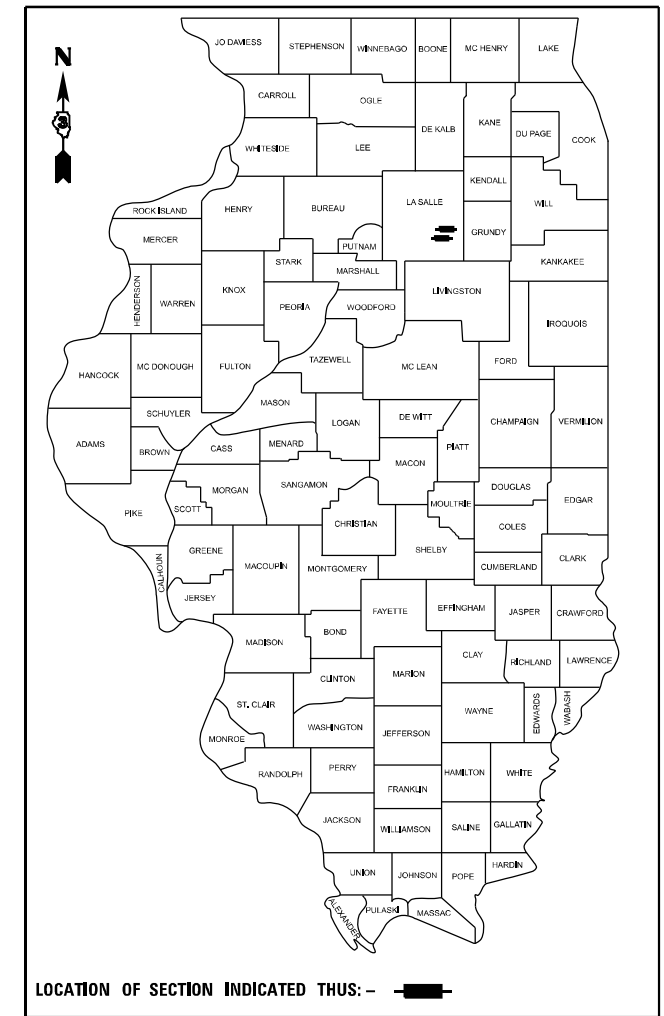 JO DAVIESS STEPHENSON WINNEBAGO BOONE MC HENRY LAKE
N
CARROLL OGLE
3
DE KALB KANE DU PAGE COOK
WHITESIDE LEE
KENDALL
ROCK ISLAND HENRY BUREAU LA SALLE WILL
MERCER PUTNAM GRUNDY
STARK MARSHALL KANKAKEE
HENDERSON WARREN KNOX PEORIA WOODFORD LIVINGSTON
IROQUOIS
HANCOCK MC DONOUGH FULTON TAZEWELL MC LEAN FORD
MASON
SCHUYLER LOGAN DE WITT CHAMPAIGN VERMILION
ADAMS BROWN CASS MENARD MACON PIATT
MORGAN SANGAMON DOUGLAS EDGAR
PIKE SCOTT CHRISTIAN MOULTRIE
COLES
GREENE MACOUPIN MONTGOMERY SHELBY CLARK
CALHOUN CUMBERLAND
JERSEY FAYETTE EFFINGHAM JASPER CRAWFORD
MADISON BOND
CLAY RICHLAND LAWRENCE
CLINTON MARION
ST. CLAIR WAYNE EDWARDS WABASH
WASHINGTON JEFFERSON
MONROE
RANDOLPH PERRY HAMILTON WHITE
FRANKLIN
JACKSON WILLIAMSON SALINE GALLATIN
UNION JOHNSON POPE HARDIN
ALEXANDER PULASKI MASSAC
LOCATION OF SECTION INDICATED THUS: –